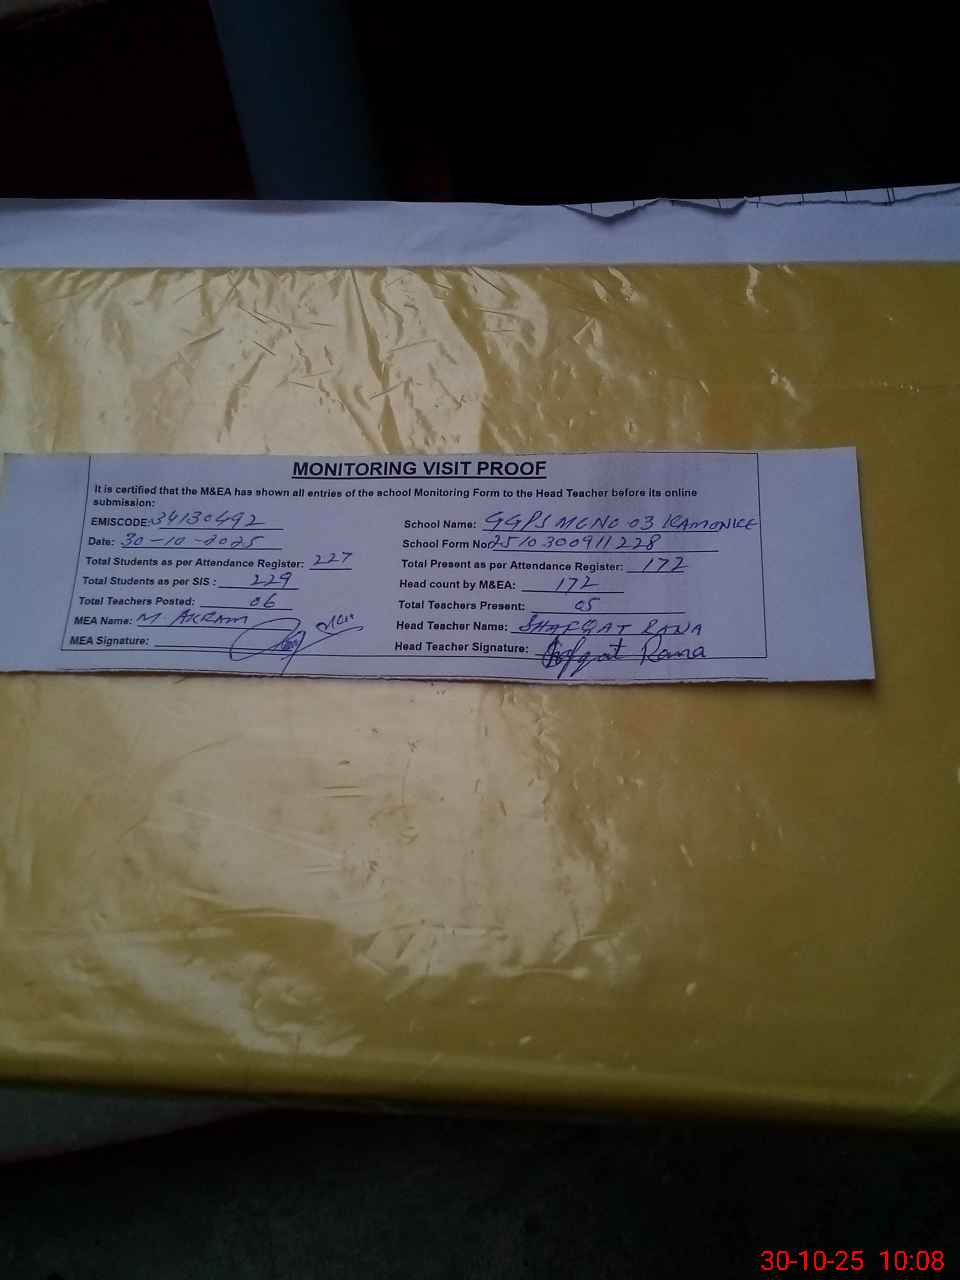 MONITORING VISIT PROOF
It is certified that the M&EA has shown all entries of the school Monitoring Form to the Head Teacher before its online
submission:
EMISCODE: 34130492
School Name: GGPS MC NO 03 KAMONKE
Date: 30-10-2025
School Form No: 2510300911228
Total Students as per Attendance Register: 227
Total Present as per Attendance Register: 172
Total Students as per SIS : 229
Head count by M&EA: 172
Total Teachers Posted: 06
Total Teachers Present: 05
MEA Name: M. AKRAM
Head Teacher Name: SHAFQAT RANA
MEA Signature:
Head Teacher Signature: Shafqat Rana
30-10-25 10:08